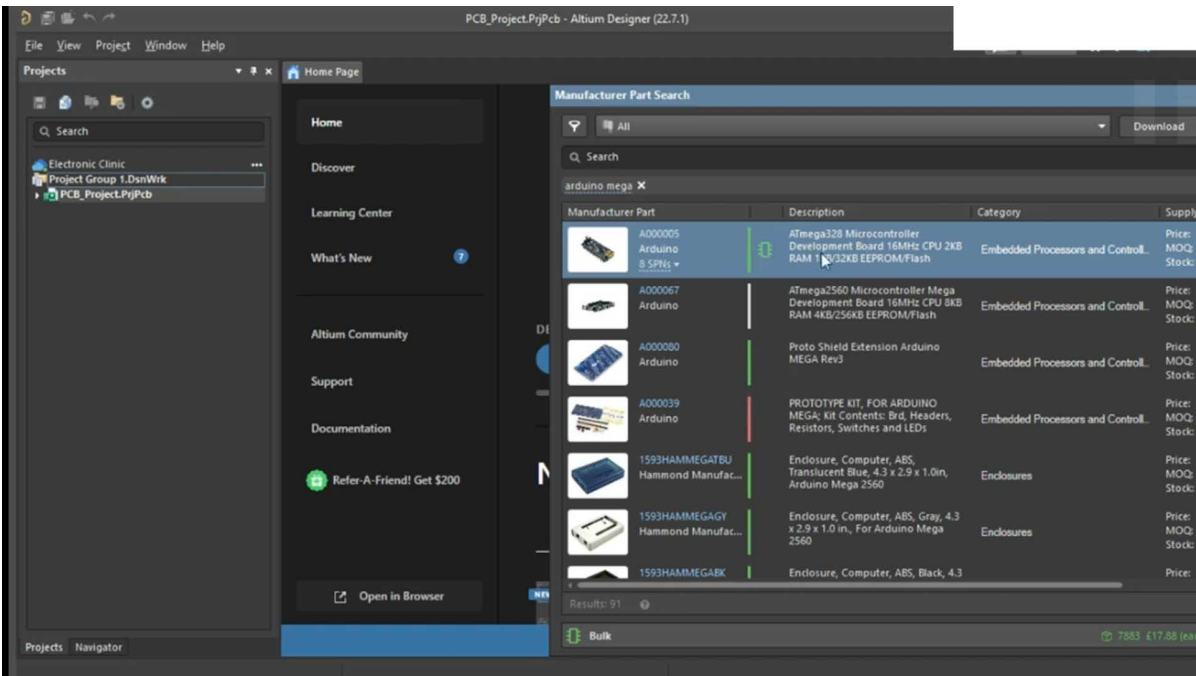 PCB_Project.PrjPcb - Altium Designer (22.7.1)
File View Project Window Help
Projects
Home Page
Search
Electronic Clinic
Project Group 1.DsnWrk
PCB_Project.PrjPcb
Home
Discover
Learning Center
What's New 7
Altium Community
Support
Documentation
Refer-A-Friend! Get $200
Open in Browser
Projects Navigator
DE
N
NEW
Manufacturer Part Search
All
Download
Search
arduino mega
Manufacturer Part Description Category Supply
A000005
Arduino
8 SPNs
ATmega328 Microcontroller
Development Board 16MHz CPU 2KB
RAM 1KB/32KB EEPROM/Flash
Embedded Processors and Controll...
Price:
MOQ:
Stock:
A000067
Arduino
ATmega2560 Microcontroller Mega
Development Board 16MHz CPU 8KB
RAM 4KB/256KB EEPROM/Flash
Embedded Processors and Controll...
Price:
MOQ:
Stock:
A000080
Arduino
Proto Shield Extension Arduino
MEGA Rev3
Embedded Processors and Controll...
Price:
MOQ:
Stock:
A000039
Arduino
PROTOTYPE KIT, FOR ARDUINO
MEGA; Kit Contents: Brd, Headers,
Resistors, Switches and LEDs
Embedded Processors and Controll...
Price:
MOQ:
Stock:
1593HAMMEGATBU
Hammond Manufac...
Enclosure, Computer, ABS,
Translucent Blue, 4.3 x 2.9 x 1.0in,
Arduino Mega 2560
Enclosures
Price:
MOQ:
Stock:
1593HAMMEGAGY
Hammond Manufac...
Enclosure, Computer, ABS, Gray, 4.3
x 2.9 x 1.0 in., For Arduino Mega
2560
Enclosures
Price:
MOQ:
Stock:
1593HAMMEGABK
Enclosure, Computer, ABS, Black, 4.3
Price:
Results: 91
Bulk
7883 £17.88 (ea